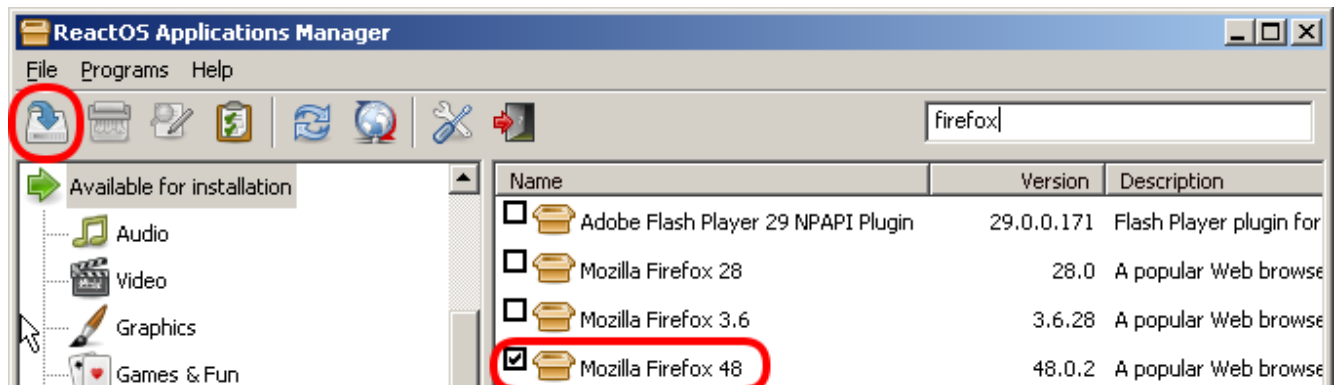 ReactOS Applications Manager
File Programs Help
firefox
Available for installation
Audio
Video
Graphics
Games & Fun
Name Version Description
Adobe Flash Player 29 NPAPI Plugin 29.0.0.171 Flash Player plugin for
Mozilla Firefox 28 28.0 A popular Web browse
Mozilla Firefox 3.6 3.6.28 A popular Web browse
Mozilla Firefox 48 48.0.2 A popular Web browse